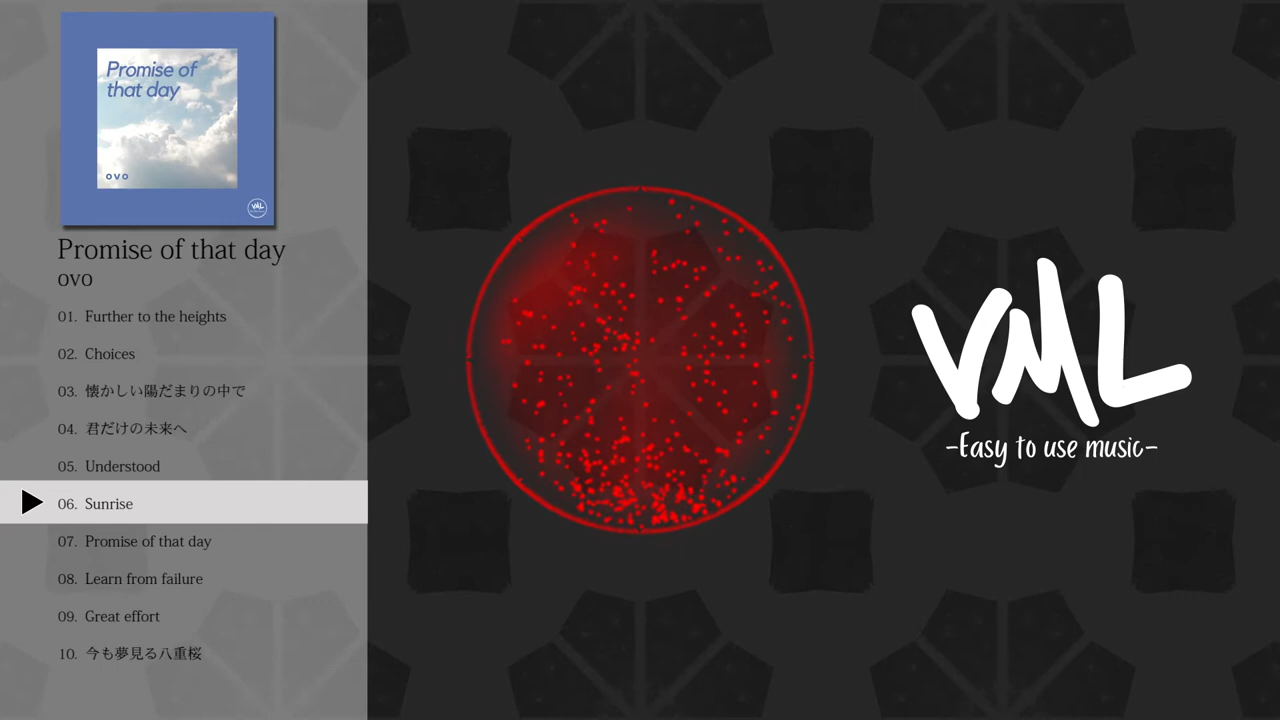 Promise of
that day
ovo
VML
Promise of that day
ovo
01. Further to the heights
02. Choices
03. 懐かしい陽だまりの中で
04. 君だけの未来へ
05. Understood
06. Sunrise
07. Promise of that day
08. Learn from failure
09. Great effort
10. 今も夢見る八重桜
VML
-Easy to use music-